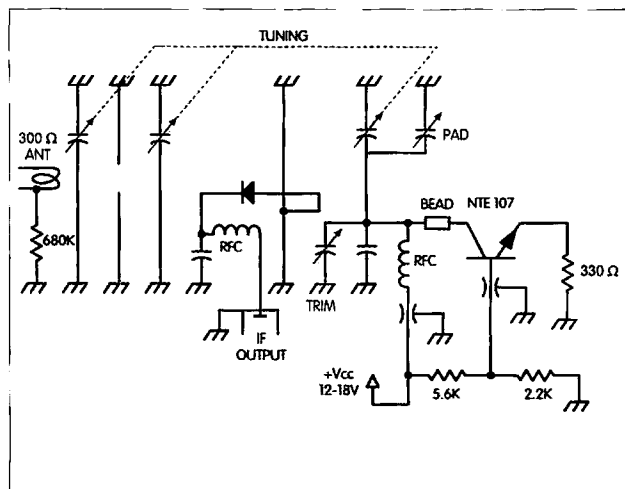 TUNING
300 Ω
ANT
PAD
BEAD NTE 107
680K
RFC
RFC
330 Ω
TRIM
IF
OUTPUT
+Vcc
12-18V
5.6K
2.2K